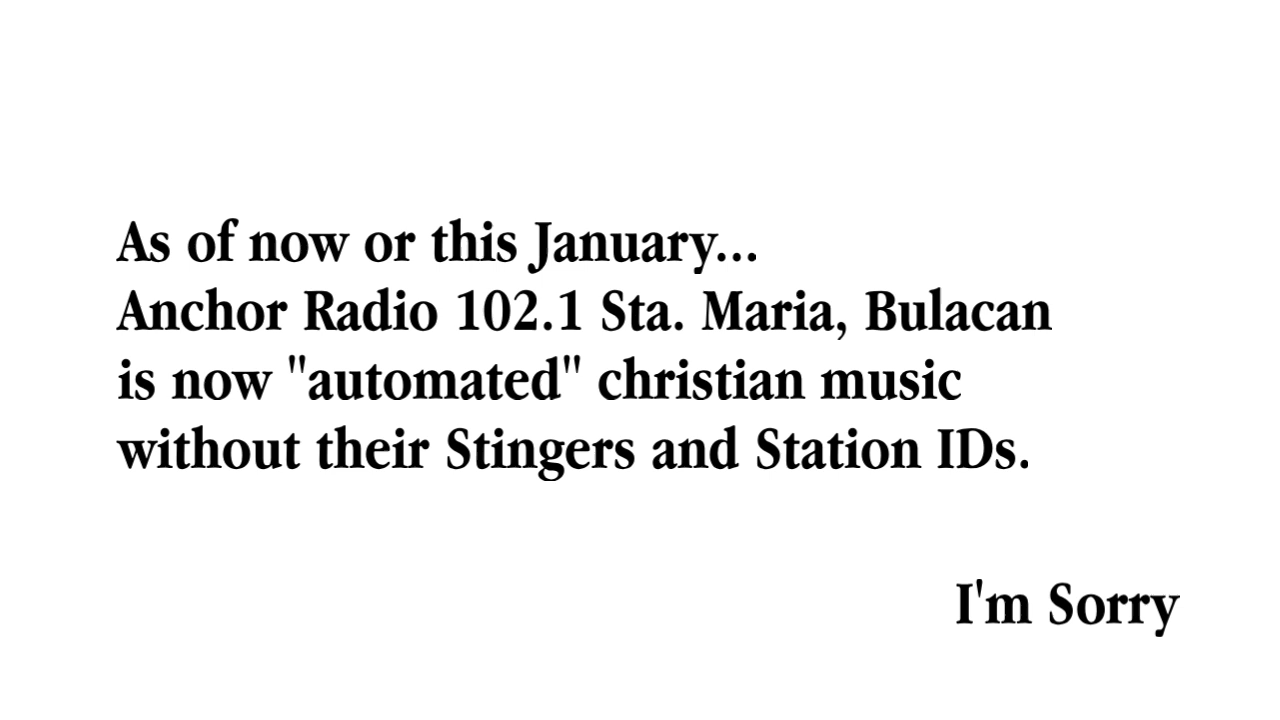 As of now or this January...
Anchor Radio 102.1 Sta. Maria, Bulacan
is now "automated" christian music
without their Stingers and Station IDs.
I'm Sorry